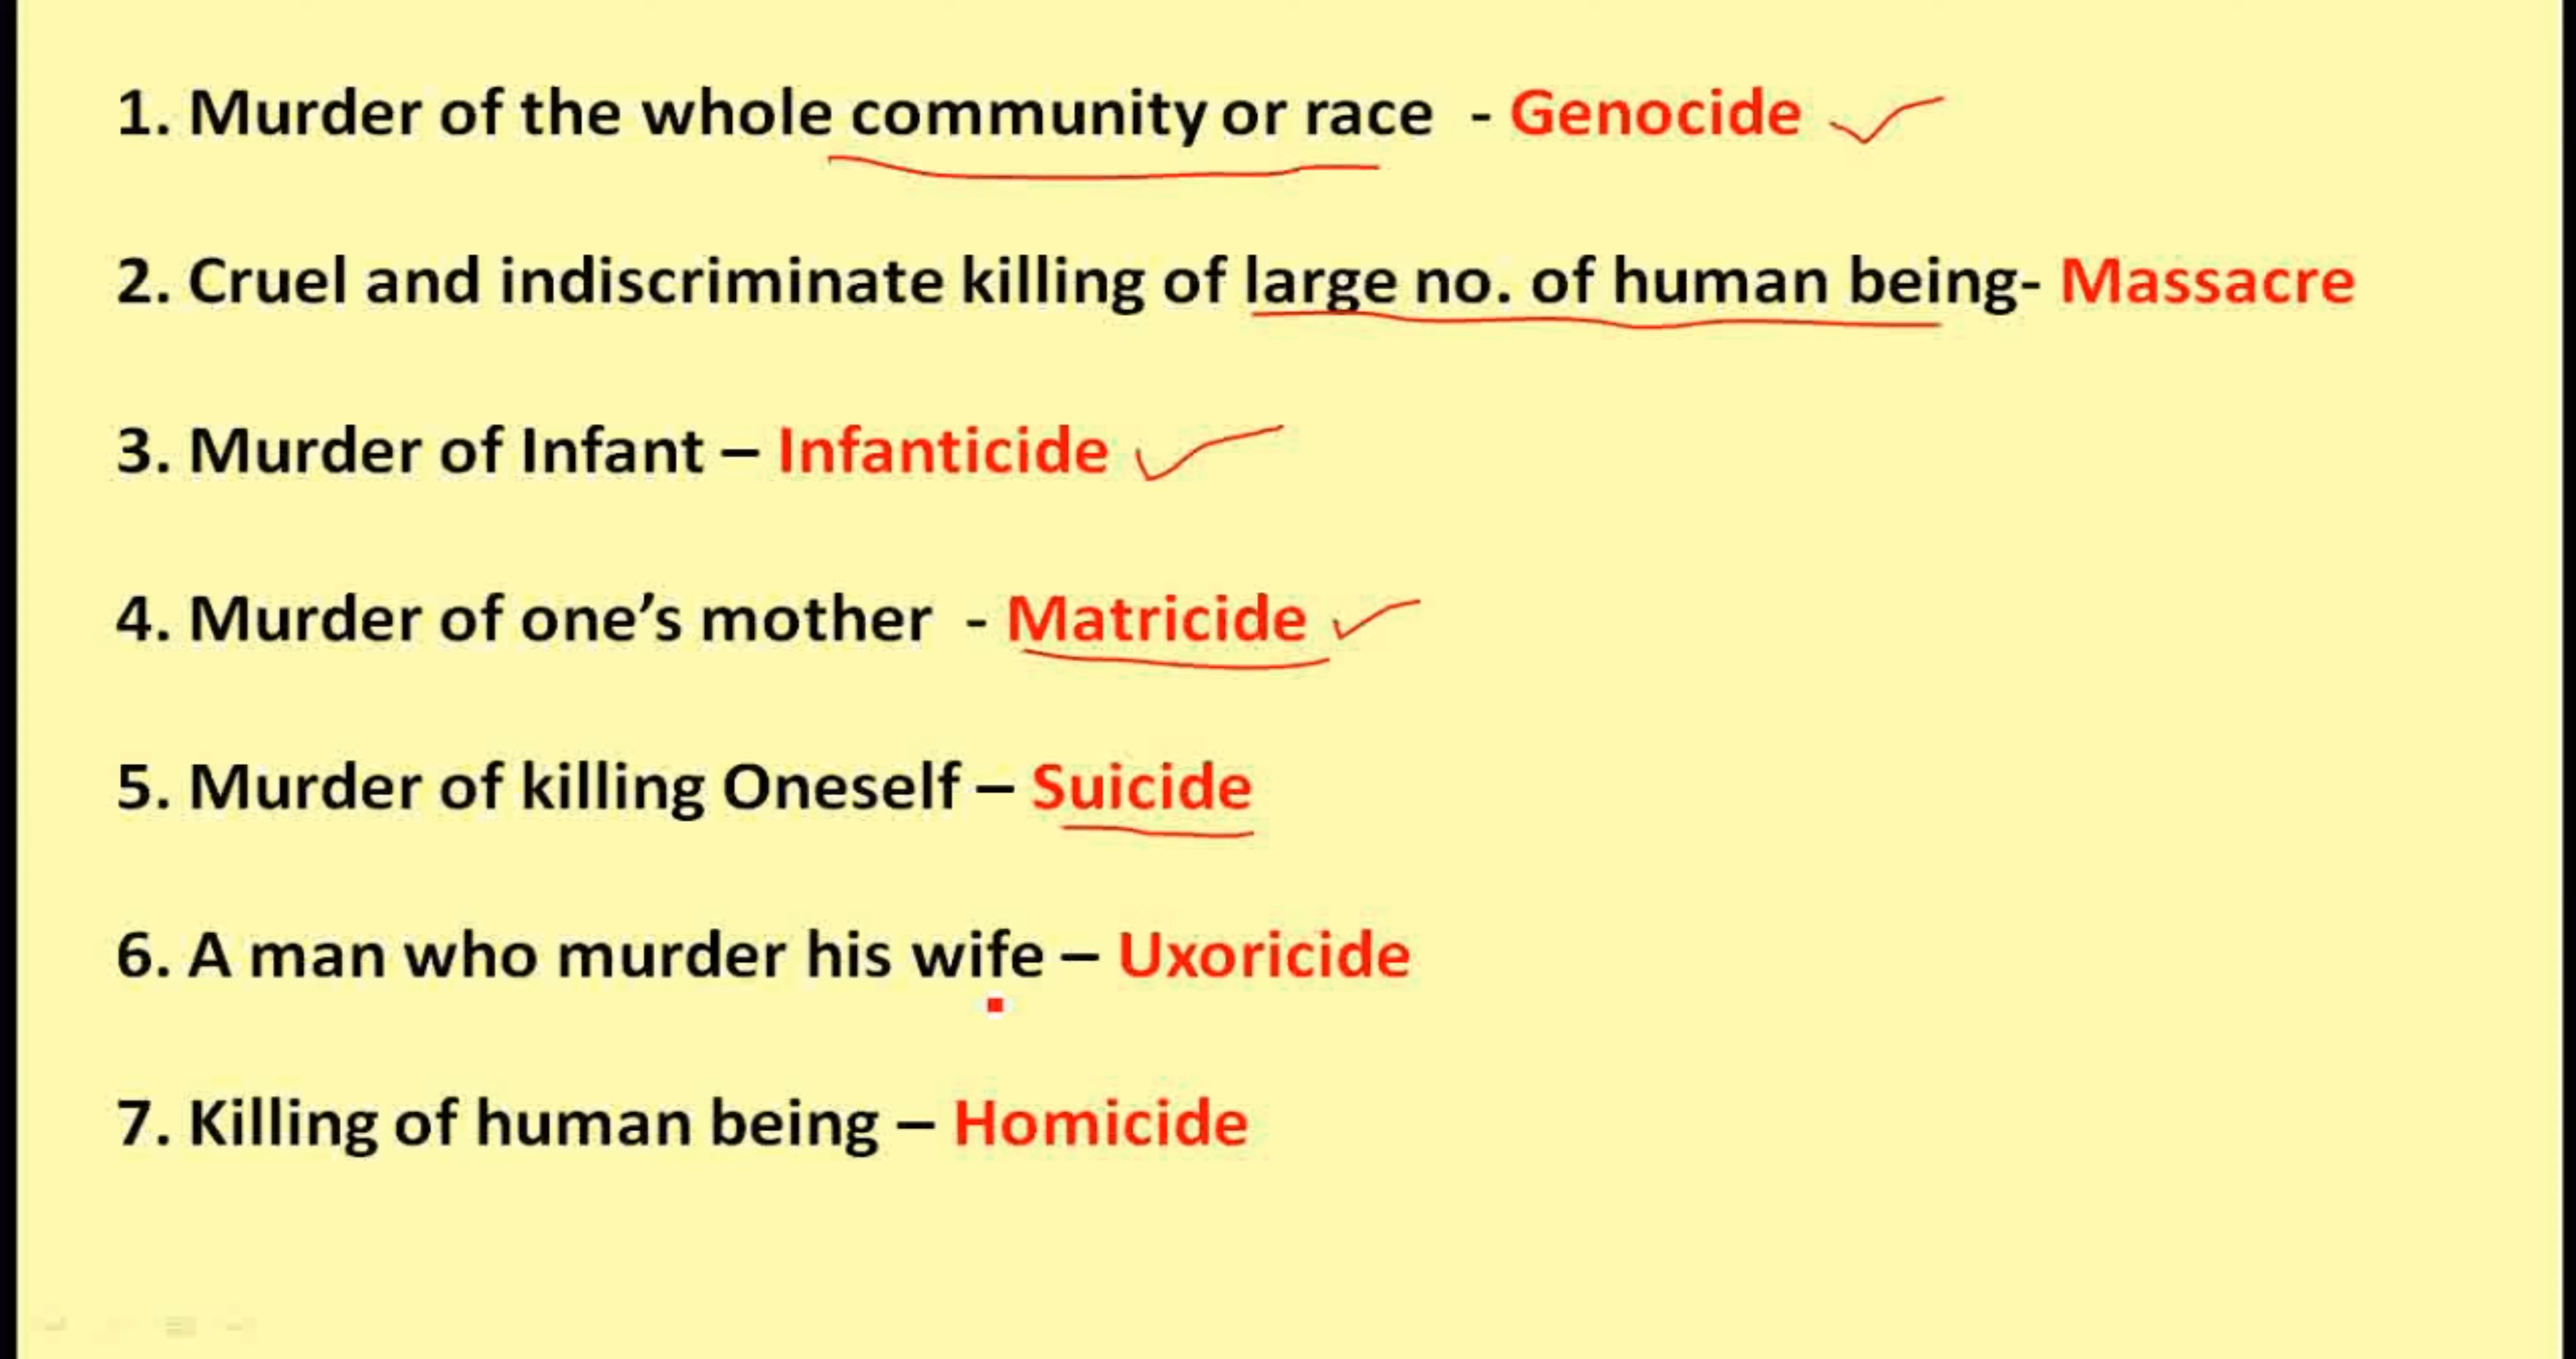 1. Murder of the whole community or race - Genocide
2. Cruel and indiscriminate killing of large no. of human being- Massacre
3. Murder of Infant – Infanticide
4. Murder of one’s mother - Matricide
5. Murder of killing Oneself – Suicide
6. A man who murder his wife – Uxoricide
7. Killing of human being – Homicide